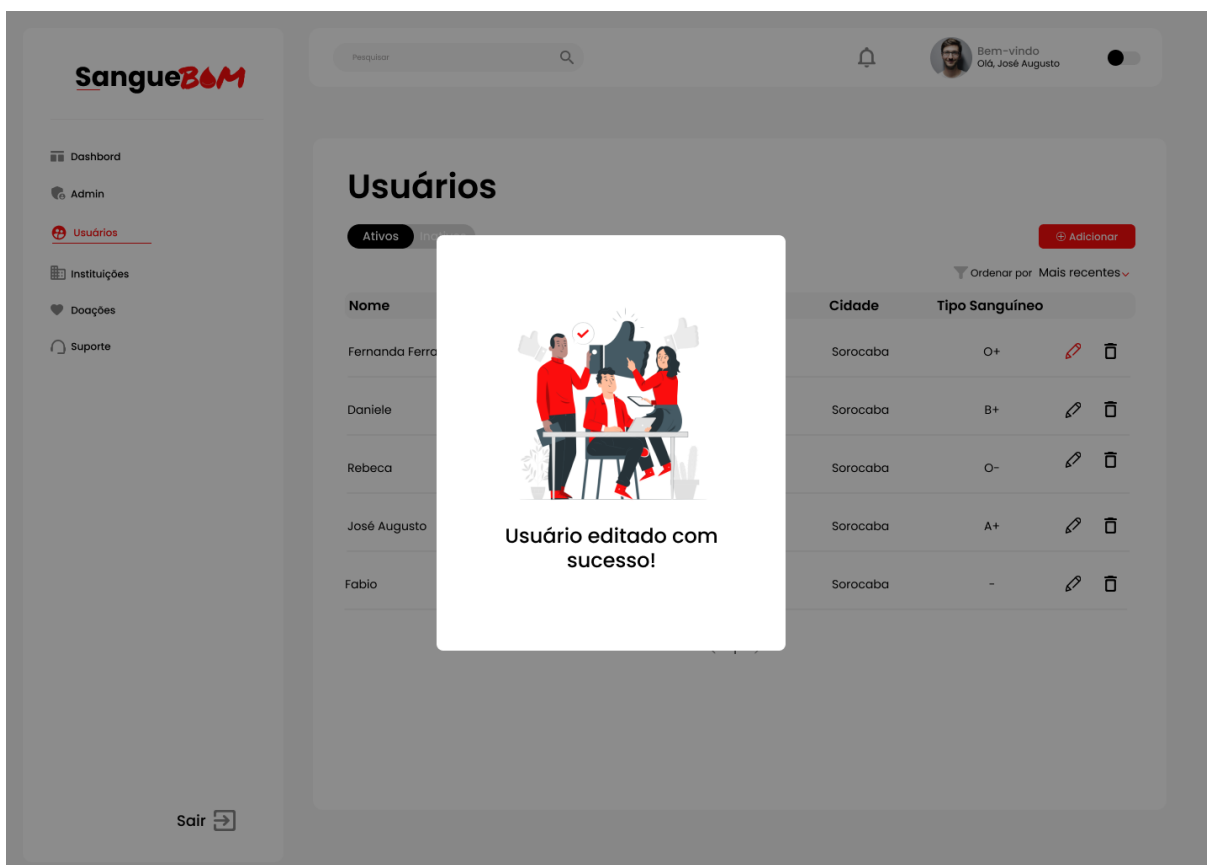 SangueBOM
Pesquisar
Bem-vindo
Olá, José Augusto
Dashbord
Admin
Usuários
Instituições
Doações
Suporte
Sair
Usuários
Ativos
Adicionar
Ordenar por Mais recentes
Nome Cidade Tipo Sanguíneo
Fernanda Ferra Sorocaba O+
Daniele Sorocaba B+
Rebeca Sorocaba O-
José Augusto Sorocaba A+
Fabio Sorocaba -
Usuário editado com
sucesso!